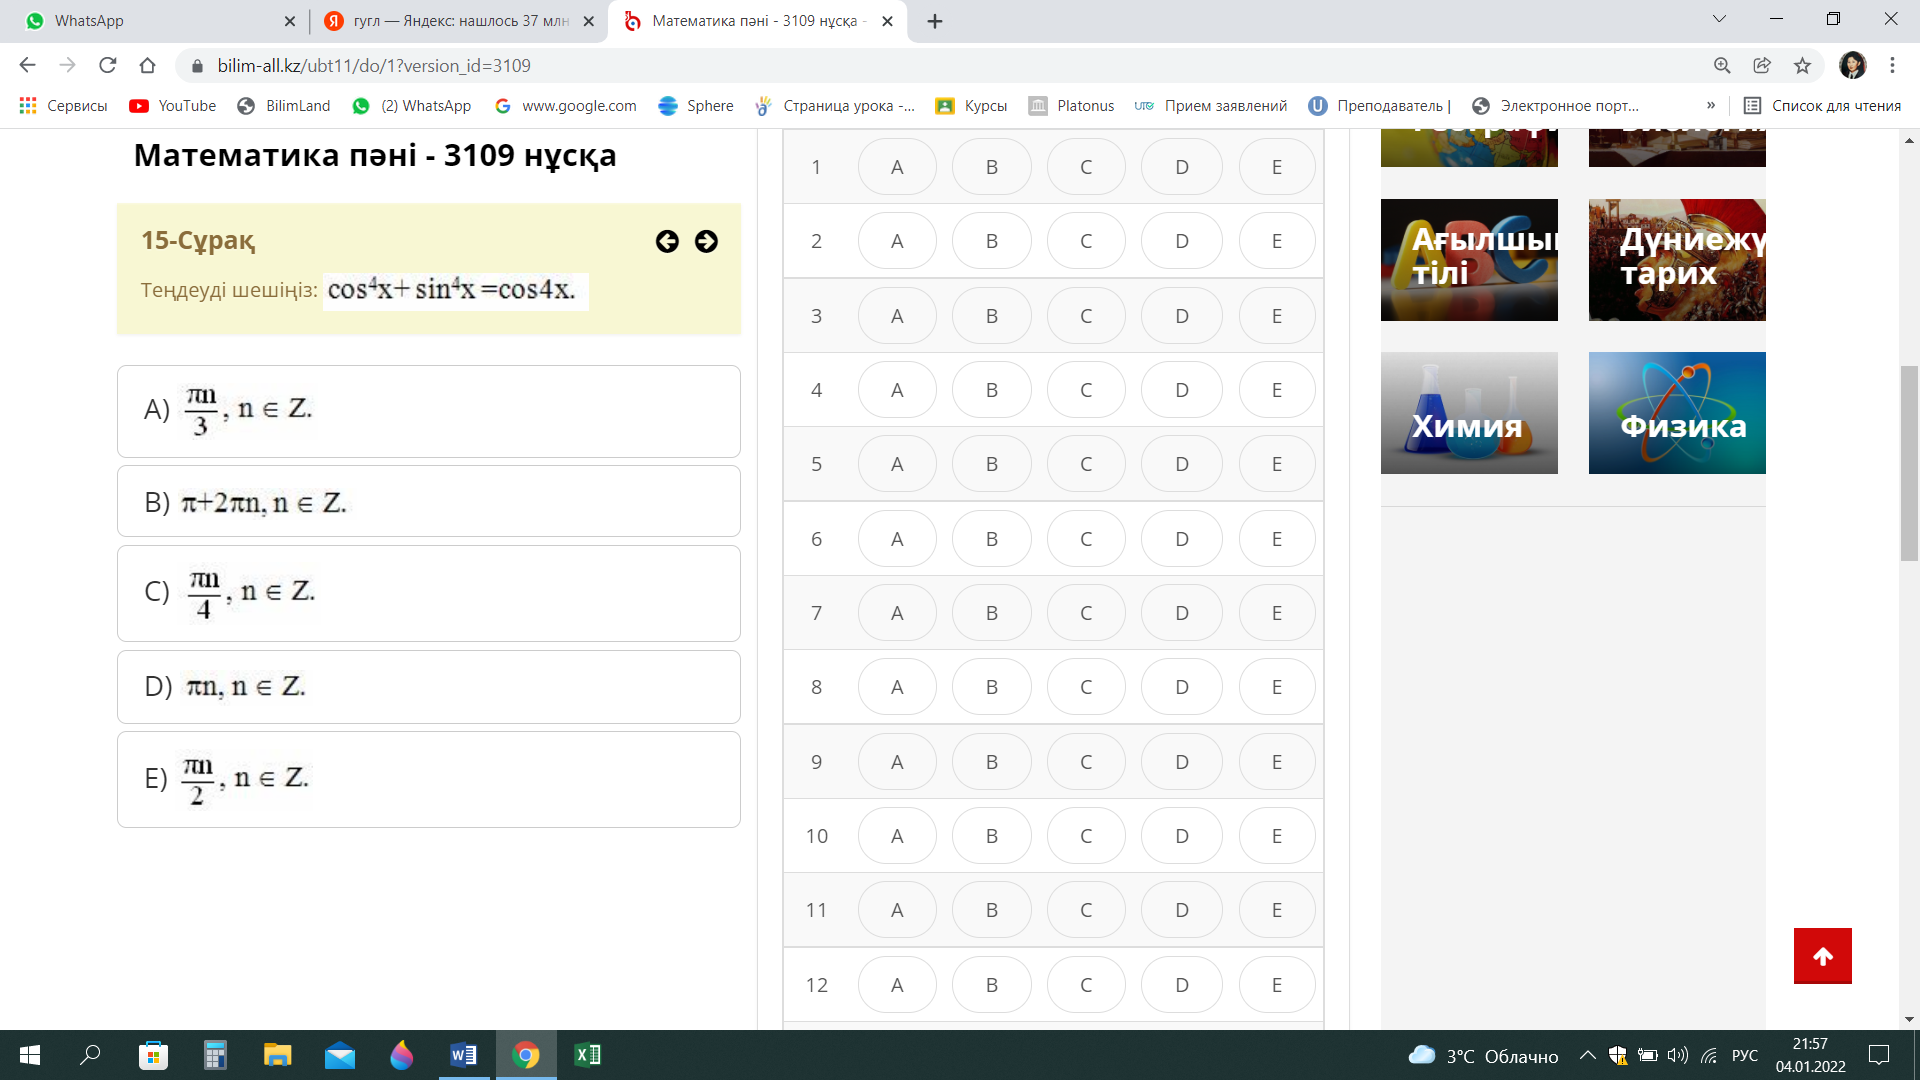 WhatsApp
гугл — Яндекс: нашлось 37 млн
Математика пәні - 3109 нұсқа -
bilim-all.kz/ubt11/do/1?version_id=3109
Сервисы
YouTube
BilimLand
(2) WhatsApp
www.google.com
Sphere
Страница урока -...
Курсы
Platonus
Прием заявлений
Преподаватель |
Электронное порт...
»
Список для чтения
Математика пәні - 3109 нұсқа
15-Сұрақ
Теңдеуді шешіңіз: cos⁴x+ sin⁴x =cos4x.
A) πn/3, n ∈ Z.
B) π+2πn, n ∈ Z.
C) πn/4, n ∈ Z.
D) πn, n ∈ Z.
E) πn/2, n ∈ Z.
1 A B C D E
2 A B C D E
3 A B C D E
4 A B C D E
5 A B C D E
6 A B C D E
7 A B C D E
8 A B C D E
9 A B C D E
10 A B C D E
11 A B C D E
12 A B C D E
ABC
Ағылшы
тілі
Дүниежү
тарих
Химия
Физика
3°C Облачно
РУС
21:57
04.01.2022